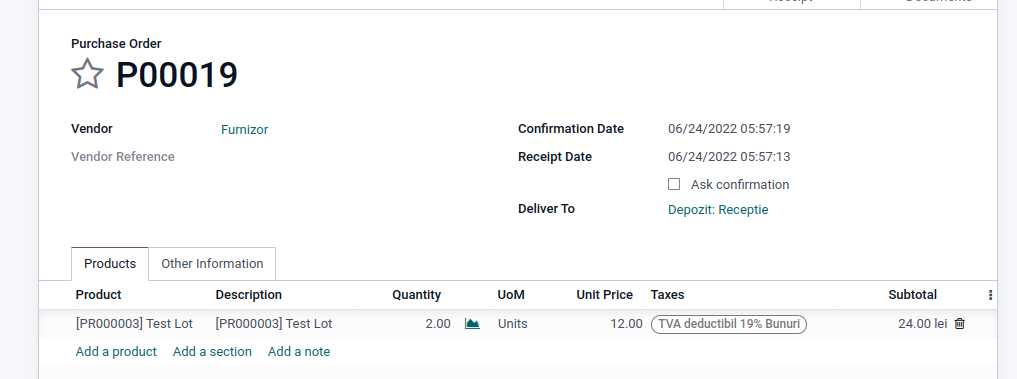 Purchase Order
P00019
Vendor Furnizor
Confirmation Date 06/24/2022 05:57:19
Vendor Reference
Receipt Date 06/24/2022 05:57:13
Ask confirmation
Deliver To Depozit: Receptie
Products Other Information
Product Description Quantity UoM Unit Price Taxes Subtotal
[PR000003] Test Lot [PR000003] Test Lot 2.00 Units 12.00 TVA deductibil 19% Bunuri 24.00 lei
Add a product Add a section Add a note